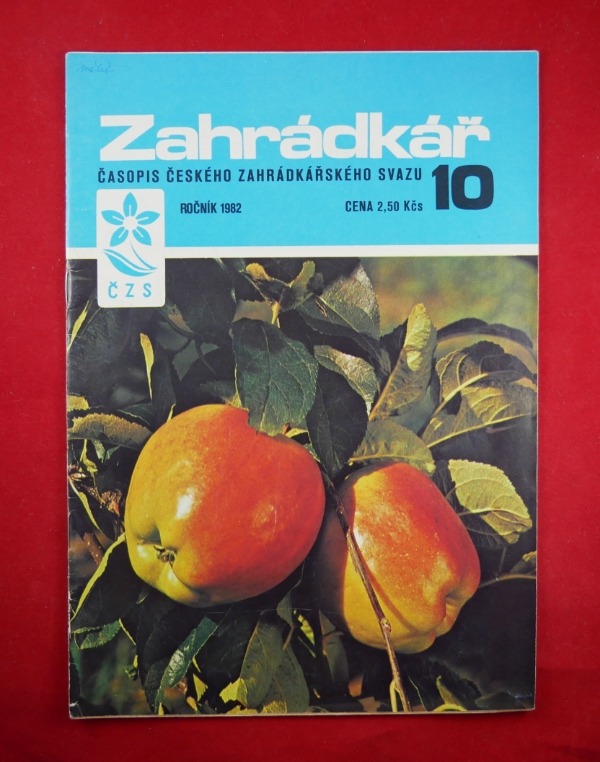 Zahrádkář
ČASOPIS ČESKÉHO ZAHRÁDKÁŘSKÉHO SVAZU 10
ROČNÍK 1982 CENA 2,50 Kčs
ČZS